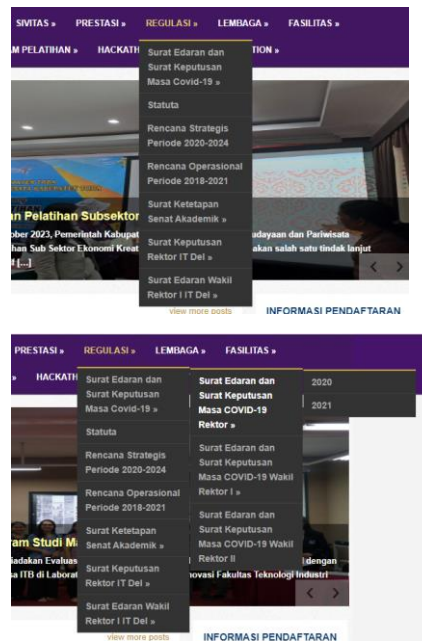 SIVITAS » PRESTASI » REGULASI » LEMBAGA » FASILITAS »
M PELATIHAN » HACKATH TION »
Surat Edaran dan
Surat Keputusan
Masa Covid-19 »
Statuta
Rencana Strategis
Periode 2020-2024
Rencana Operasional
Periode 2018-2021
Surat Ketetapan
Senat Akademik »
Surat Keputusan
Rektor IT Del »
Surat Edaran Wakil
Rektor I IT Del »
n Pelatihan Subsektor
ober 2023, Pemerintah Kabupat udayaan dan Pariwisata
han Sub Sektor Ekonomi Kreat akan salah satu tindak lanjut
f [...]
< >
view more posts INFORMASI PENDAFTARAN
PRESTASI » REGULASI » LEMBAGA » FASILITAS »
» HACKATH
Surat Edaran dan
Surat Keputusan
Masa Covid-19 »
Statuta
Rencana Strategis
Periode 2020-2024
Rencana Operasional
Periode 2018-2021
Surat Ketetapan
Senat Akademik »
Surat Keputusan
Rektor IT Del »
Surat Edaran Wakil
Rektor I IT Del »
Surat Edaran dan
Surat Keputusan
Masa COVID-19
Rektor »
Surat Edaran dan
Surat Keputusan
Masa COVID-19 Wakil
Rektor I »
Surat Edaran dan
Surat Keputusan
Masa COVID-19 Wakil
Rektor II
2020
2021
am Studi M
iadakan Evaluas dengan
a ITB di Laborat novasi Fakultas Teknologi Industri
< >
view more posts INFORMASI PENDAFTARAN